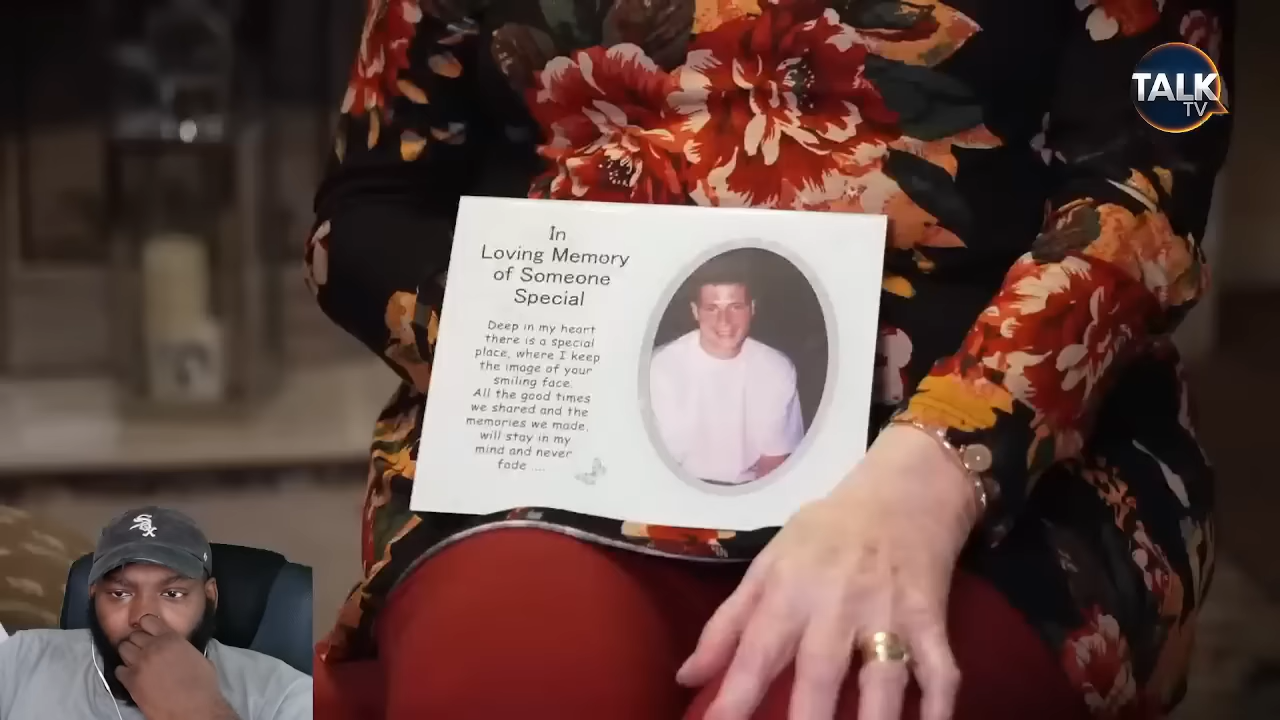 TALK
TV
In
Loving Memory
of Someone
Special
Deep in my heart
there is a special
place, where I keep
the image of your
smiling face.
All the good times
we shared and the
memories we made,
will stay in my
mind and never
fade ....
SOX